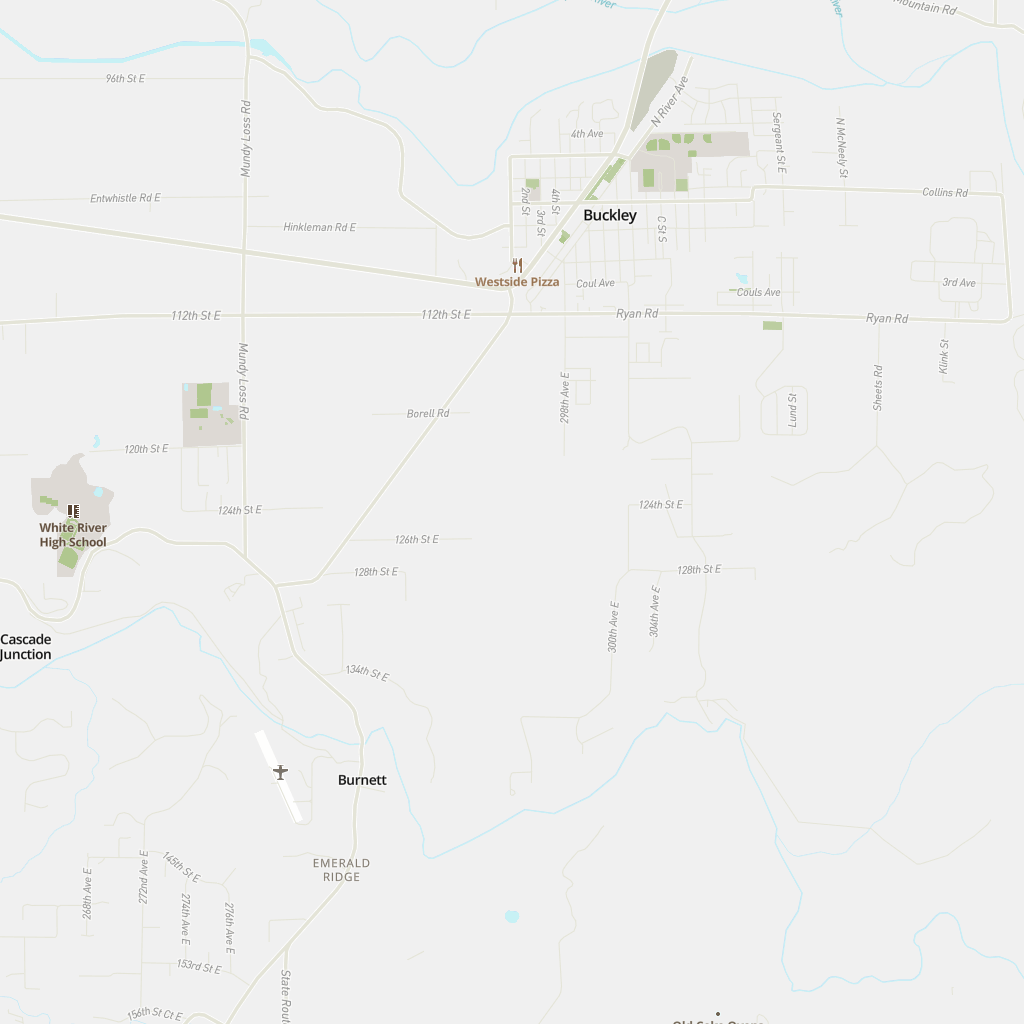 River
River
Mountain Rd
96th St E
N River Ave
Mundy Loss Rd
4th Ave
Sergeant St E
N McNeely St
Entwhistle Rd E
2nd St
4th St
3rd St
Collins Rd
Buckley
C St S
Hinkleman Rd E
Westside Pizza
Coul Ave
Couls Ave
3rd Ave
112th St E
112th St E
Ryan Rd
Ryan Rd
Mundy Loss Rd
Klink St
Sheets Rd
298th Ave E
Lund St
Borell Rd
120th St E
124th St E
124th St E
White River
High School
126th St E
128th St E
128th St E
300th Ave E
304th Ave E
Cascade
Junction
134th St E
Burnett
EMERALD
RIDGE
145th St E
268th Ave E
272nd Ave E
274th Ave E
276th Ave E
153rd St E
State Rout
156th St Ct E